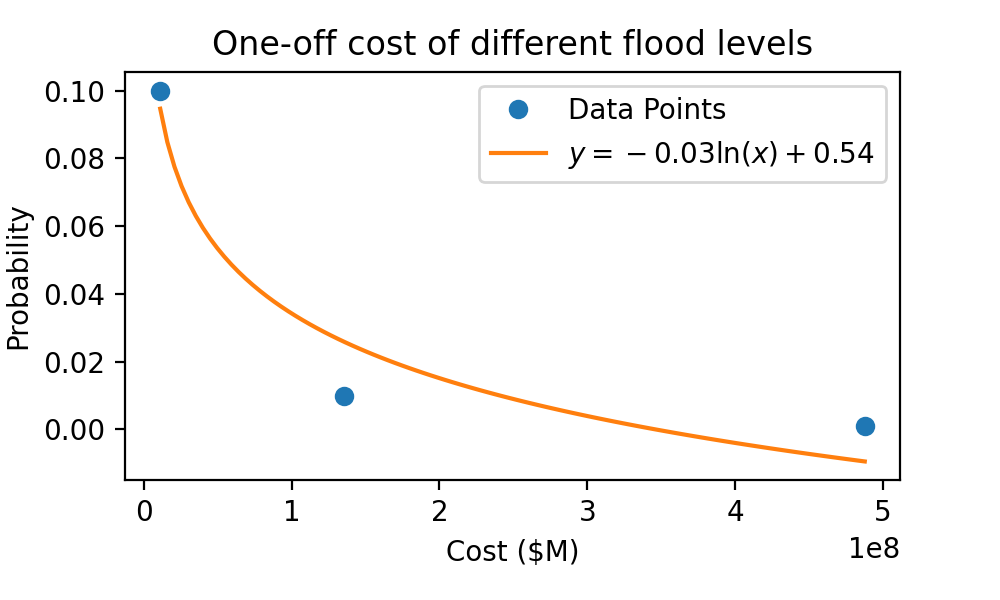 One-off cost of different flood levels
Data Points
y = −0.03ln(x) + 0.54
Probability
0.10
0.08
0.06
0.04
0.02
0.00
0 1 2 3 4 5
1e8
Cost ($M)